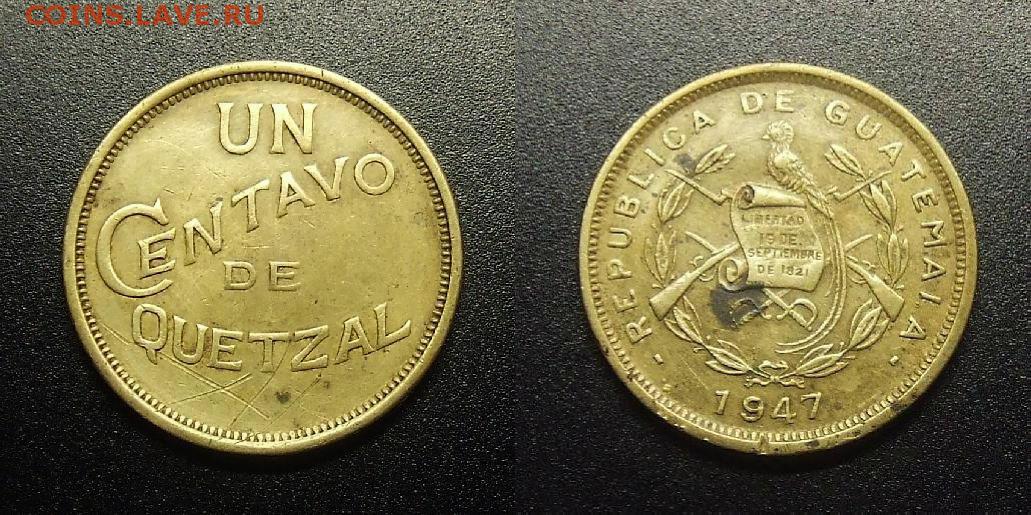 COINS.LAVE.RU
UN
CENTAVO
DE
QUETZAL
- REPUBLICA DE GUATEMALA -
LIBERTAD
15 DE
SEPTIEMBRE
DE 1821
1947